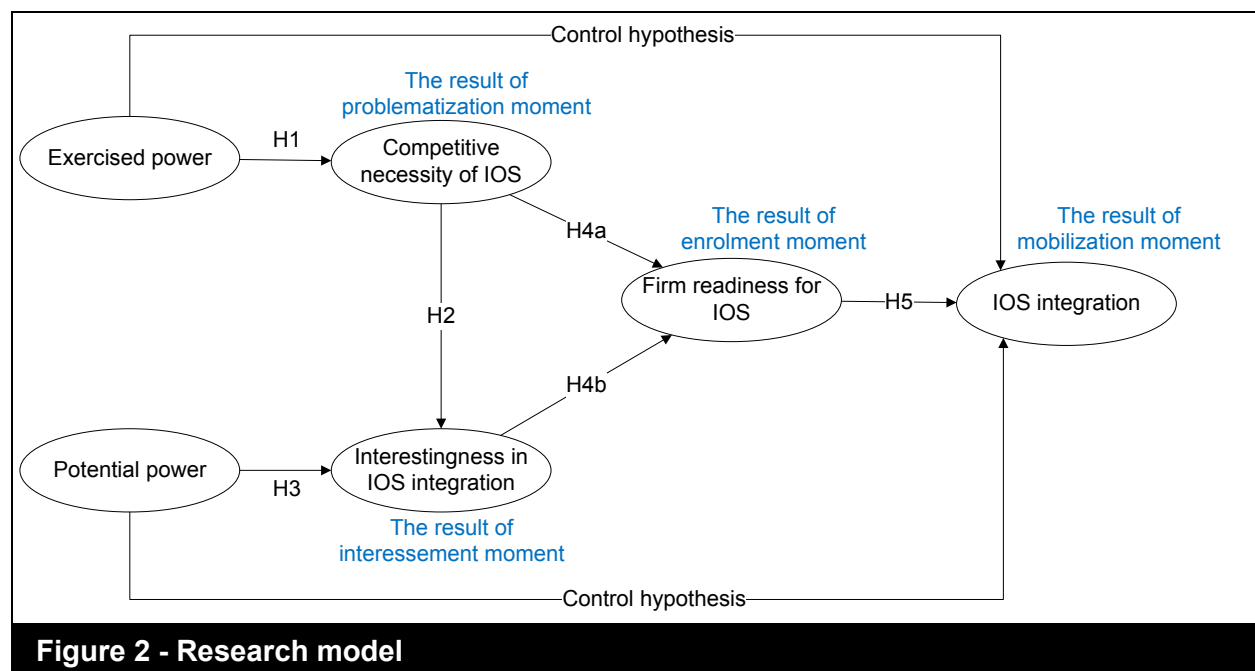 Control hypothesis
The result of
problematization moment
H1
Exercised power
Competitive
necessity of IOS
The result of
enrolment moment
The result of
mobilization moment
H4a
Firm readiness for
IOS
H5
IOS integration
H2
H4b
Potential power
H3
Interestingness in
IOS integration
The result of
interessement moment
Control hypothesis
Figure 2 - Research model